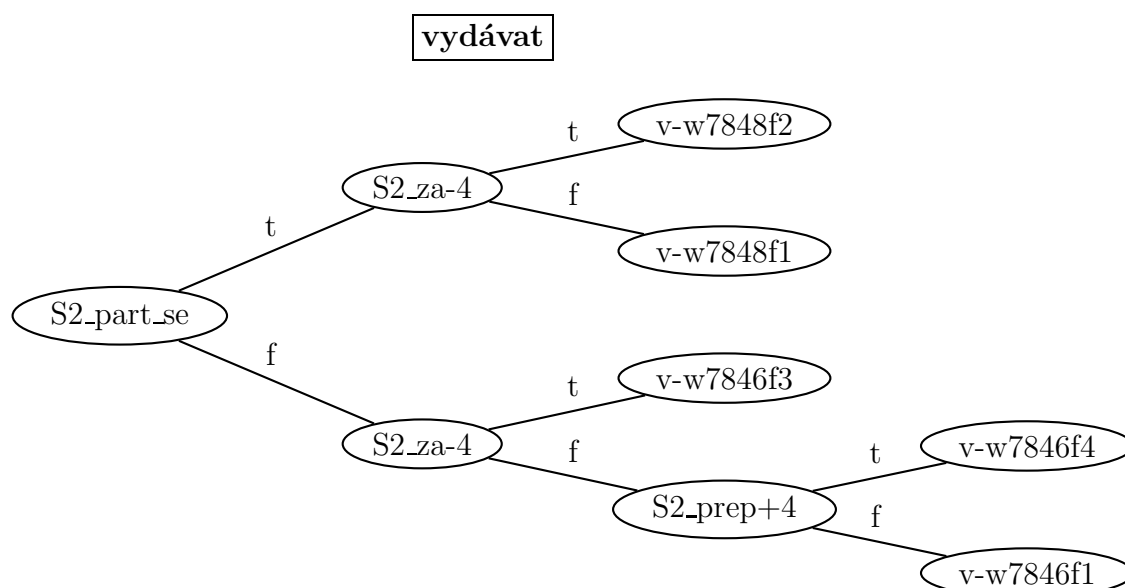 vydávat
v-w7848f2
t
S2_za-4
f
t
v-w7848f1
S2_part_se
f
v-w7846f3
t
S2_za-4
f
v-w7846f4
t
S2_prep+4
f
v-w7846f1